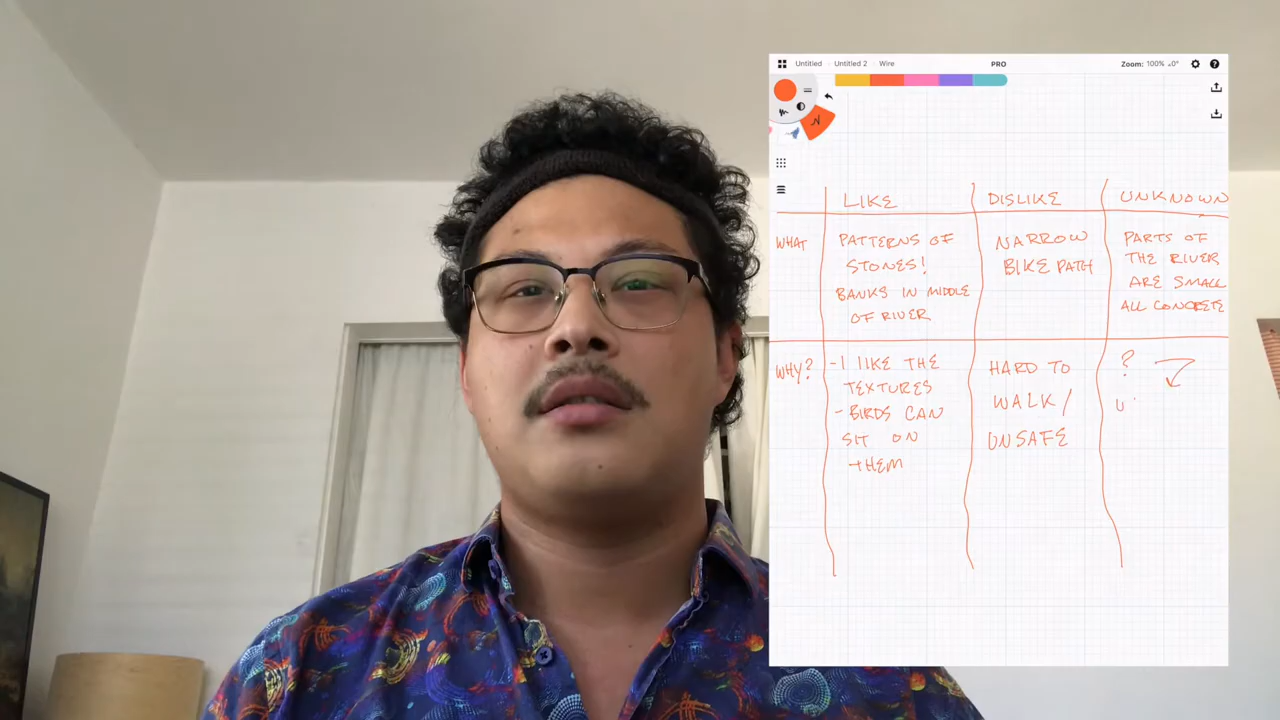 Untitled Untitled 2 Wire PRO Zoom: 100% 0°
LIKE DISLIKE UNKNOWN
WHAT
PATTERNS OF
STONES!
BANKS IN MIDDLE
OF RIVER
NARROW
BIKE PATH
PARTS OF
THE RIVER
ARE SMALL
ALL CONCRETE
WHY?
-I LIKE THE
TEXTURES
-BIRDS CAN
SIT ON
THEM
HARD TO
WALK/
UNSAFE
?